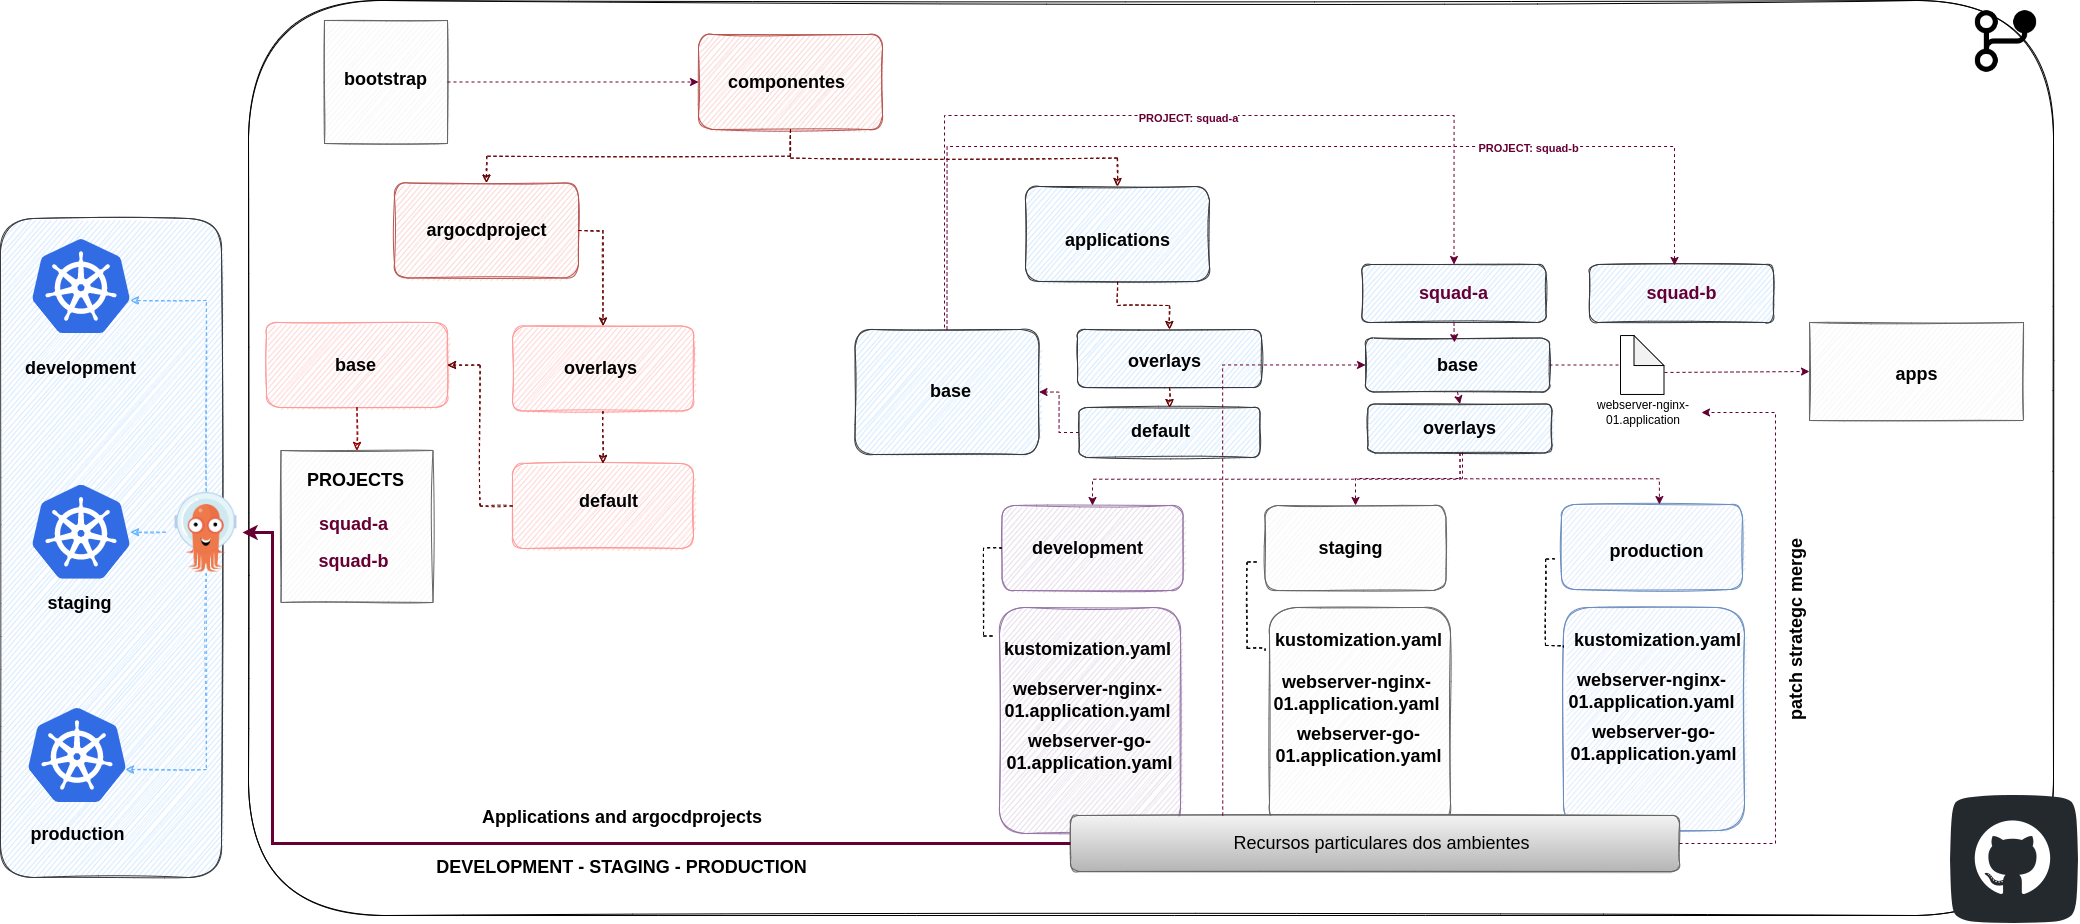 bootstrap
componentes
PROJECT: squad-a
PROJECT: squad-b
argocdproject
applications
squad-a
squad-b
development
base
overlays
base
overlays
default
base
overlays
webserver-nginx-
01.application
apps
PROJECTS
squad-a
squad-b
default
staging
development
staging
production
patch strategc merge
kustomization.yaml
webserver-nginx-
01.application.yaml
webserver-go-
01.application.yaml
kustomization.yaml
webserver-nginx-
01.application.yaml
webserver-go-
01.application.yaml
kustomization.yaml
webserver-nginx-
01.application.yaml
webserver-go-
01.application.yaml
production
Applications and argocdprojects
DEVELOPMENT - STAGING - PRODUCTION
Recursos particulares dos ambientes